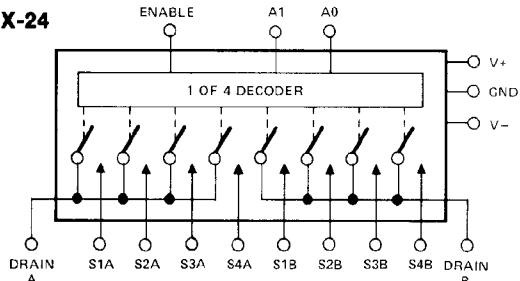 X-24
ENABLE A1 A0
V+
1 OF 4 DECODER
GND
V−
DRAIN A S1A S2A S3A S4A S1B S2B S3B S4B DRAIN